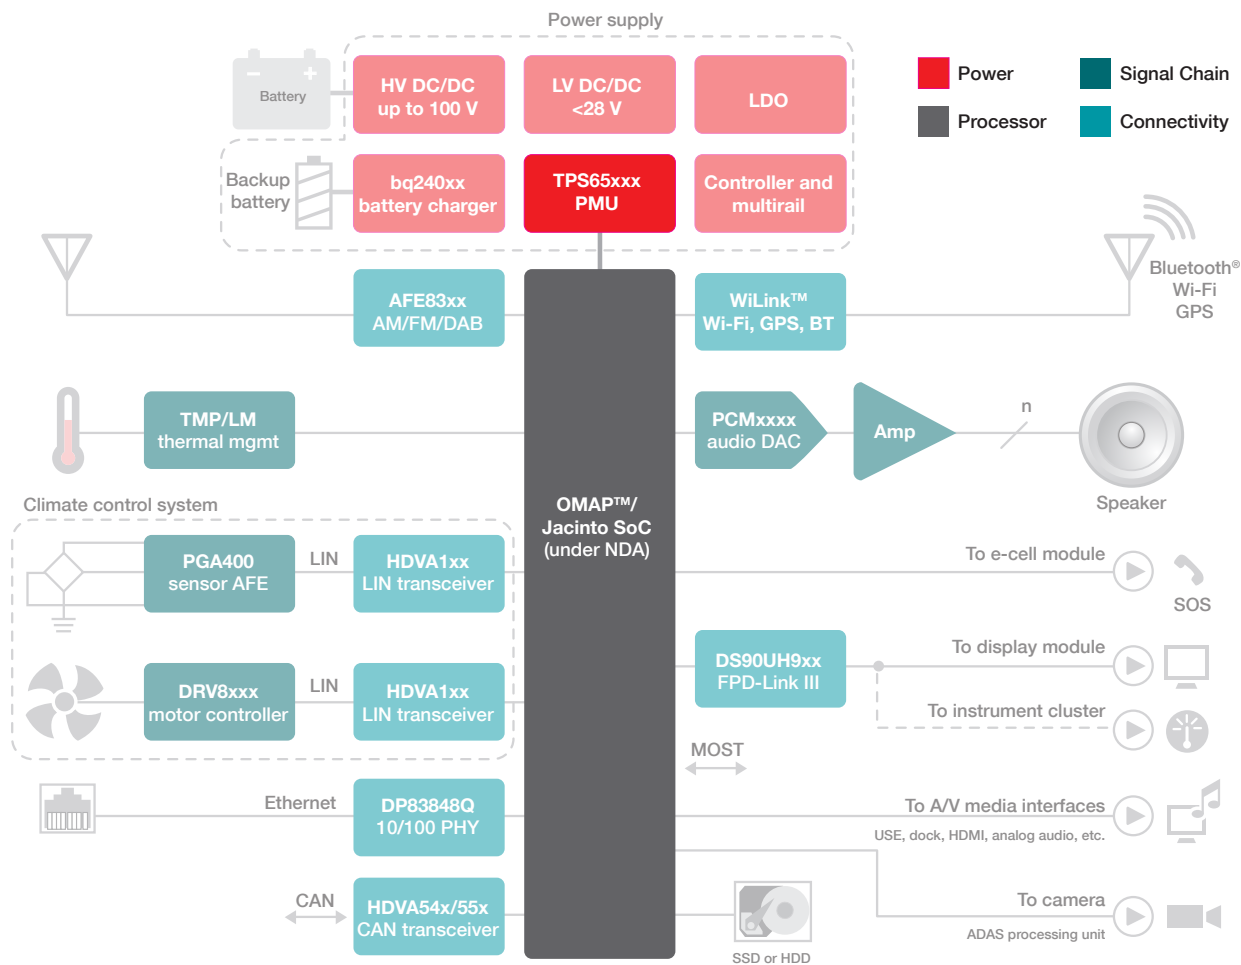 Power supply
Battery
HV DC/DC
up to 100 V
LV DC/DC
<28 V
LDO
Power
Signal Chain
Processor
Connectivity
Backup
battery
bq240xx
battery charger
TPS65xxx
PMU
Controller and
multirail
AFE83xx
AM/FM/DAB
WiLink™
Wi-Fi, GPS, BT
Bluetooth®
Wi-Fi
GPS
TMP/LM
thermal mgmt
PCMxxxx
audio DAC
Amp
n
Speaker
Climate control system
OMAP™/
Jacinto SoC
(under NDA)
PGA400
sensor AFE
LIN
HDVA1xx
LIN transceiver
To e-cell module
SOS
DRV8xxx
motor controller
LIN
HDVA1xx
LIN transceiver
DS90UH9xx
FPD-Link III
To display module
To instrument cluster
MOST
Ethernet
DP83848Q
10/100 PHY
To A/V media interfaces
USE, dock, HDMI, analog audio, etc.
CAN
HDVA54x/55x
CAN transceiver
SSD or HDD
To camera
ADAS processing unit